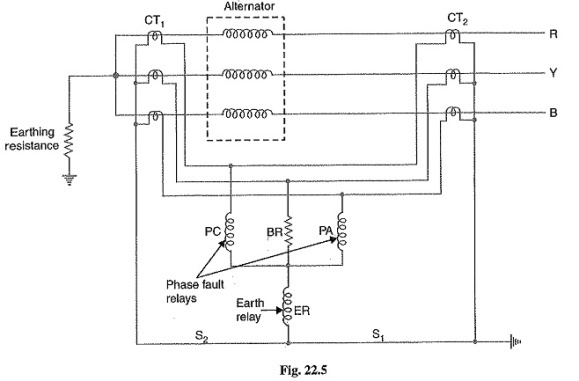 Alternator
CT1
CT2
R
Y
B
Earthing
resistance
PC
BR
PA
Phase fault
relays
Earth
relay
ER
S2
S1
Fig. 22.5